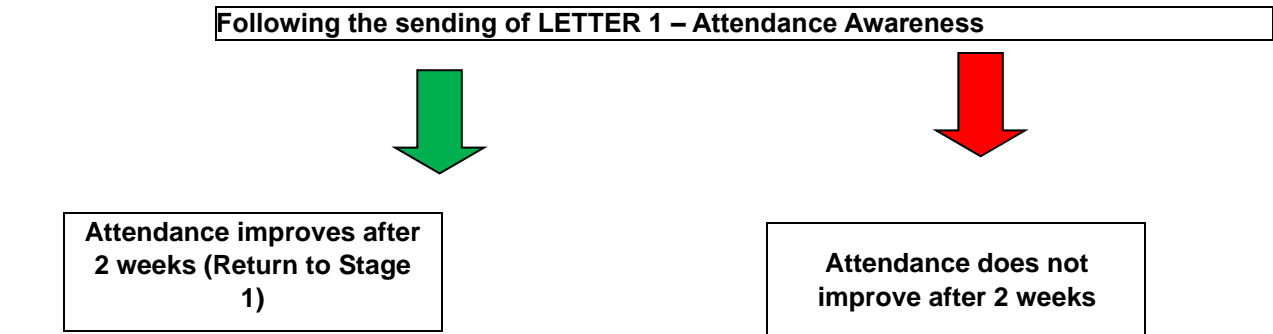 Following the sending of LETTER 1 – Attendance Awareness
Attendance improves after
2 weeks (Return to Stage
1)
Attendance does not
improve after 2 weeks